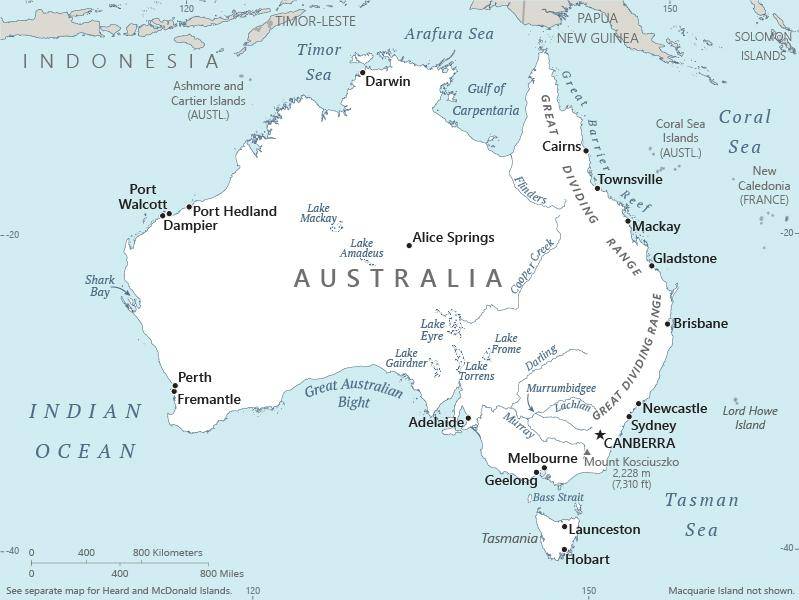 120
150
TIMOR-LESTE
PAPUA
NEW GUINEA
SOLOMON
ISLANDS
INDONESIA
Timor
Sea
Arafura Sea
Ashmore and
Cartier Islands
(AUSTL.)
Darwin
Gulf of
Carpentaria
GREAT
DIVIDING
RANGE
Great
Barrier
Reef
Coral
Sea
Coral Sea
Islands
(AUSTL.)
Cairns
New
Caledonia
(FRANCE)
Townsville
Flinders
Port
Walcott
Port Hedland
Dampier
Lake
Mackay
Mackay
-20
-20
Alice Springs
Lake
Amadeus
Gladstone
AUSTRALIA
Cooper Creek
Shark
Bay
GREAT DIVIDING RANGE
Lake
Eyre
Brisbane
Lake
Frome
Lake
Gairdner
Lake
Torrens
Darling
Perth
Fremantle
Great Australian
Bight
Murrumbidgee
Lachlan
Newcastle
Sydney
Lord Howe
Island
INDIAN
OCEAN
Adelaide
Murray
CANBERRA
Melbourne
Mount Kosciuszko
2,228 m
(7,310 ft)
Geelong
Bass Strait
Tasman
Sea
Tasmania
Launceston
Hobart
-40
-40
0 400 800 Kilometers
0 400 800 Miles
See separate map for Heard and McDonald Islands.
120
150
Macquarie Island not shown.